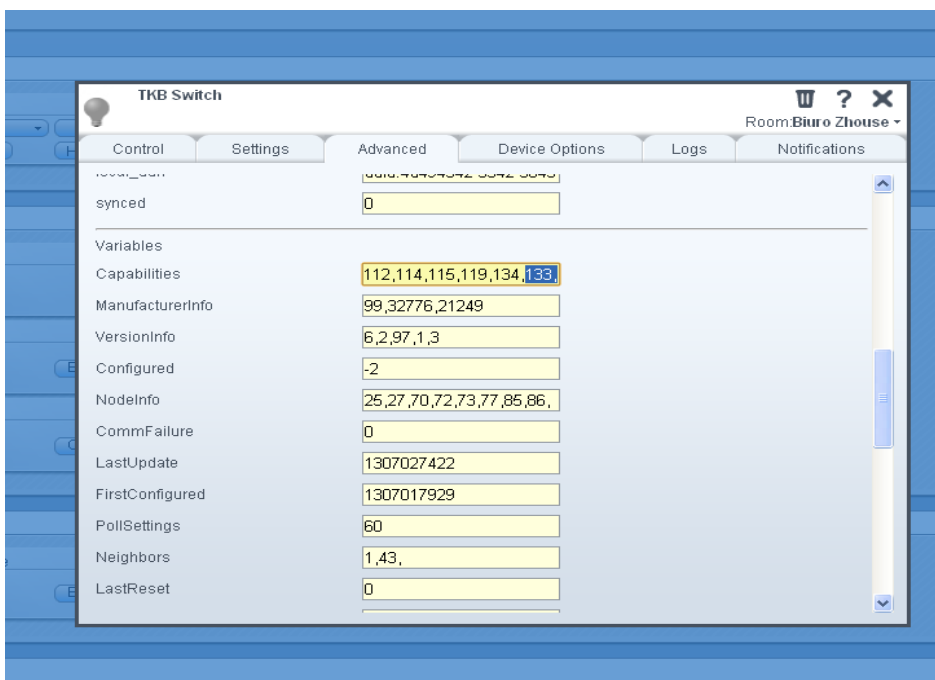 TKB Switch
?
Room:Biuro Zhouse
Control Settings Advanced Device Options Logs Notifications
synced 0
Variables
Capabilities 112,114,115,119,134,133,
ManufacturerInfo 99,32776,21249
VersionInfo 6,2,97,1,3
Configured -2
NodeInfo 25,27,70,72,73,77,85,86,
CommFailure 0
LastUpdate 1307027422
FirstConfigured 1307017929
PollSettings 60
Neighbors 1,43,
LastReset 0